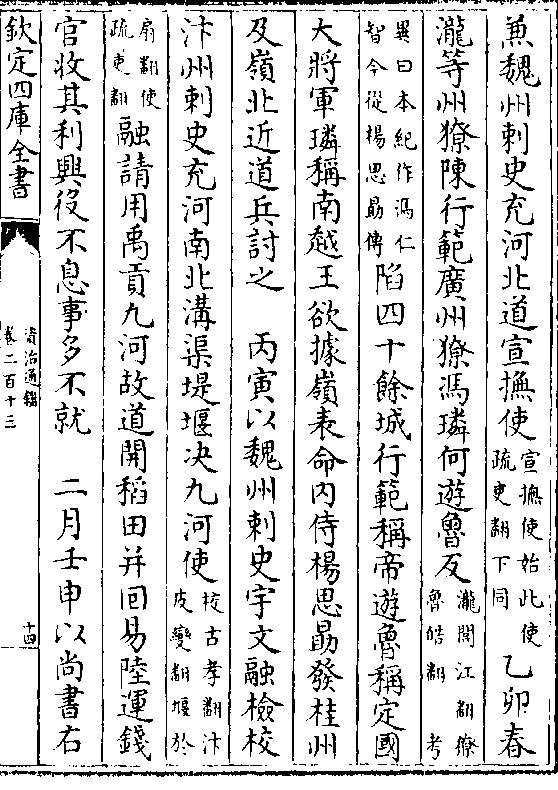 兼魏州刺史充河北道宣撫使宣撫使始此使疏吏翻下同乙卯春
瀧等州獠陳行範廣州獠馮璘何遊魯反瀧閭江翻獠魯皓翻考
異曰本紀作馮仁智今從楊思勗傳陷四十餘城行範稱帝遊魯稱定國
大將軍璘稱南越王欲據嶺表命内侍楊思勗發桂州
及嶺北近道兵討之 丙寅以魏州刺史宇文融檢校
汴州刺史充河南北溝渠堤堰决九河使校古孝翻汴皮變翻堰於
扇翻使疏吏翻融請用禹貢九河故道開稻田并回易陸運錢
官收其利興役不息事多不就 二月壬申以尚書右
欽定四庫全書
資治通鑑
卷二百十三
十四